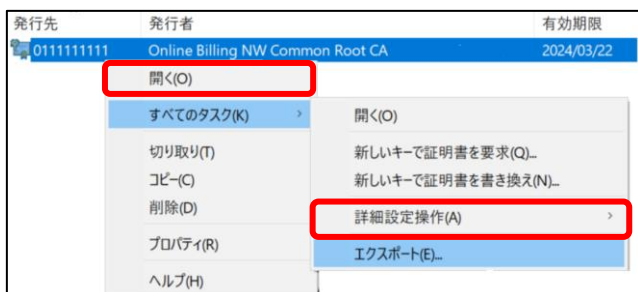 発行先 発行者 有効期限
0111111111 Online Billing NW Common Root CA 2024/03/22
開く(O)
すべてのタスク(K) >
切り取り(T)
コピー(C)
削除(D)
プロパティ(R)
ヘルプ(H)
開く(O)
新しいキーで証明書を要求(Q)...
新しいキーで証明書を書き換え(N)...
詳細設定操作(A) >
エクスポート(E)...